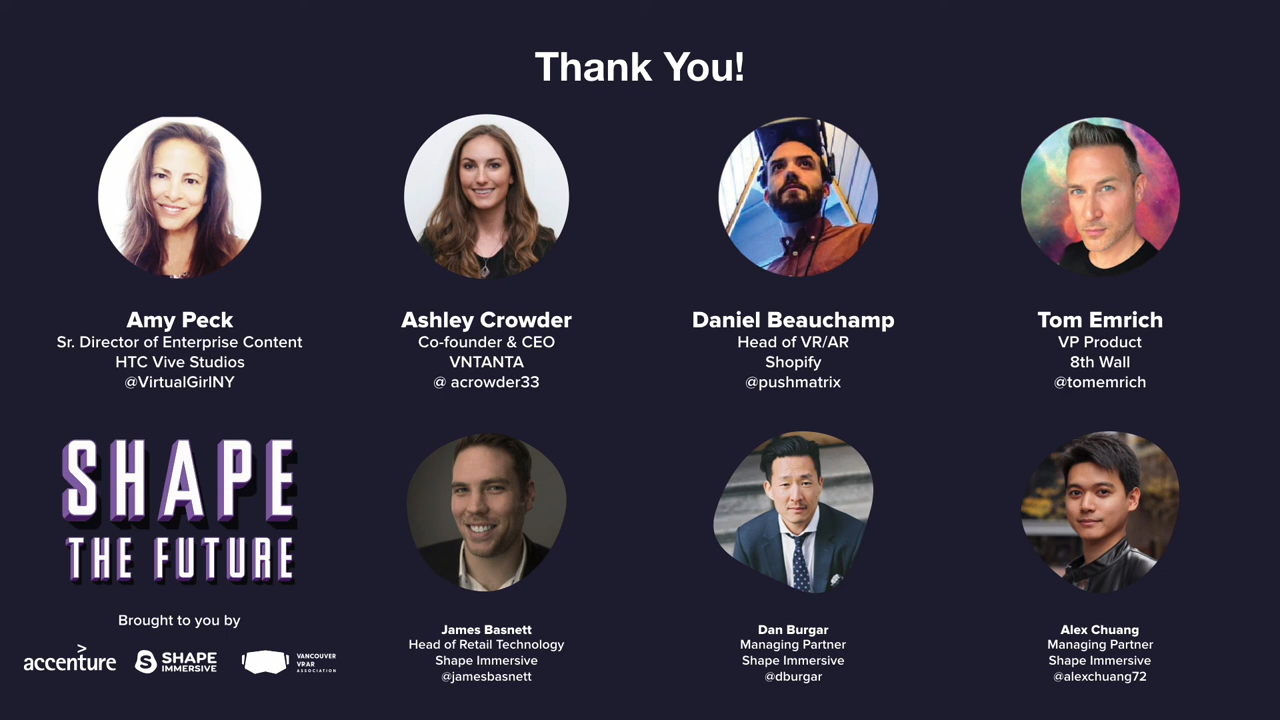 Thank You!
Amy Peck
Sr. Director of Enterprise Content
HTC Vive Studios
@VirtualGirlNY
Ashley Crowder
Co-founder & CEO
VNTANTA
@ acrowder33
Daniel Beauchamp
Head of VR/AR
Shopify
@pushmatrix
Tom Emrich
VP Product
8th Wall
@tomemrich
SHAPE
THE FUTURE
Brought to you by
accenture
SHAPE
IMMERSIVE
VANCOUVER
VRAR
ASSOCIATION
James Basnett
Head of Retail Technology
Shape Immersive
@jamesbasnett
Dan Burgar
Managing Partner
Shape Immersive
@dburgar
Alex Chuang
Managing Partner
Shape Immersive
@alexchuang72